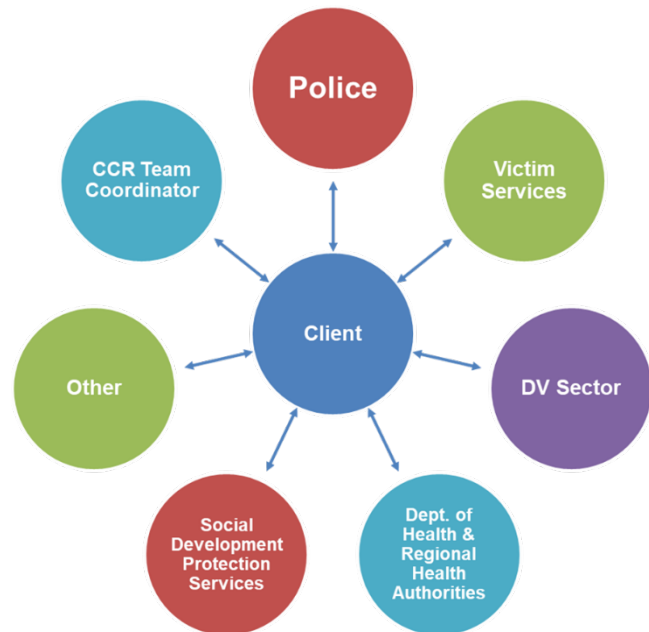 Police
CCR Team
Coordinator
Victim
Services
Client
Other
DV Sector
Social
Development
Protection
Services
Dept. of
Health &
Regional
Health
Authorities